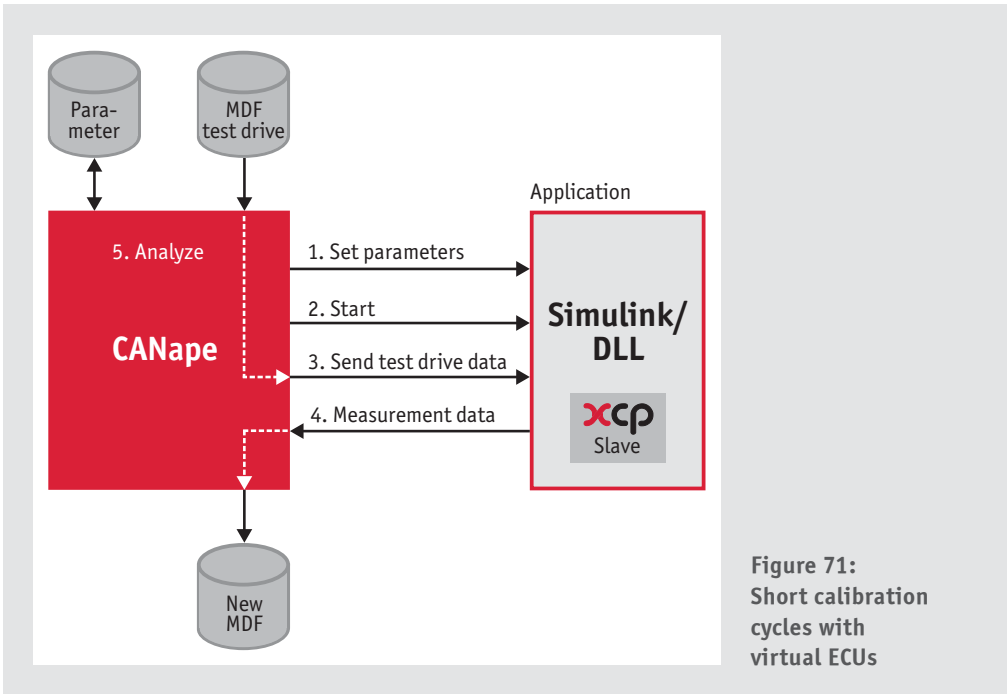 Para-
meter
MDF
test drive
Application
5. Analyze
CANape
1. Set parameters
2. Start
3. Send test drive data
4. Measurement data
Simulink/
DLL
xcp
Slave
New
MDF
Figure 71:
Short calibration
cycles with
virtual ECUs